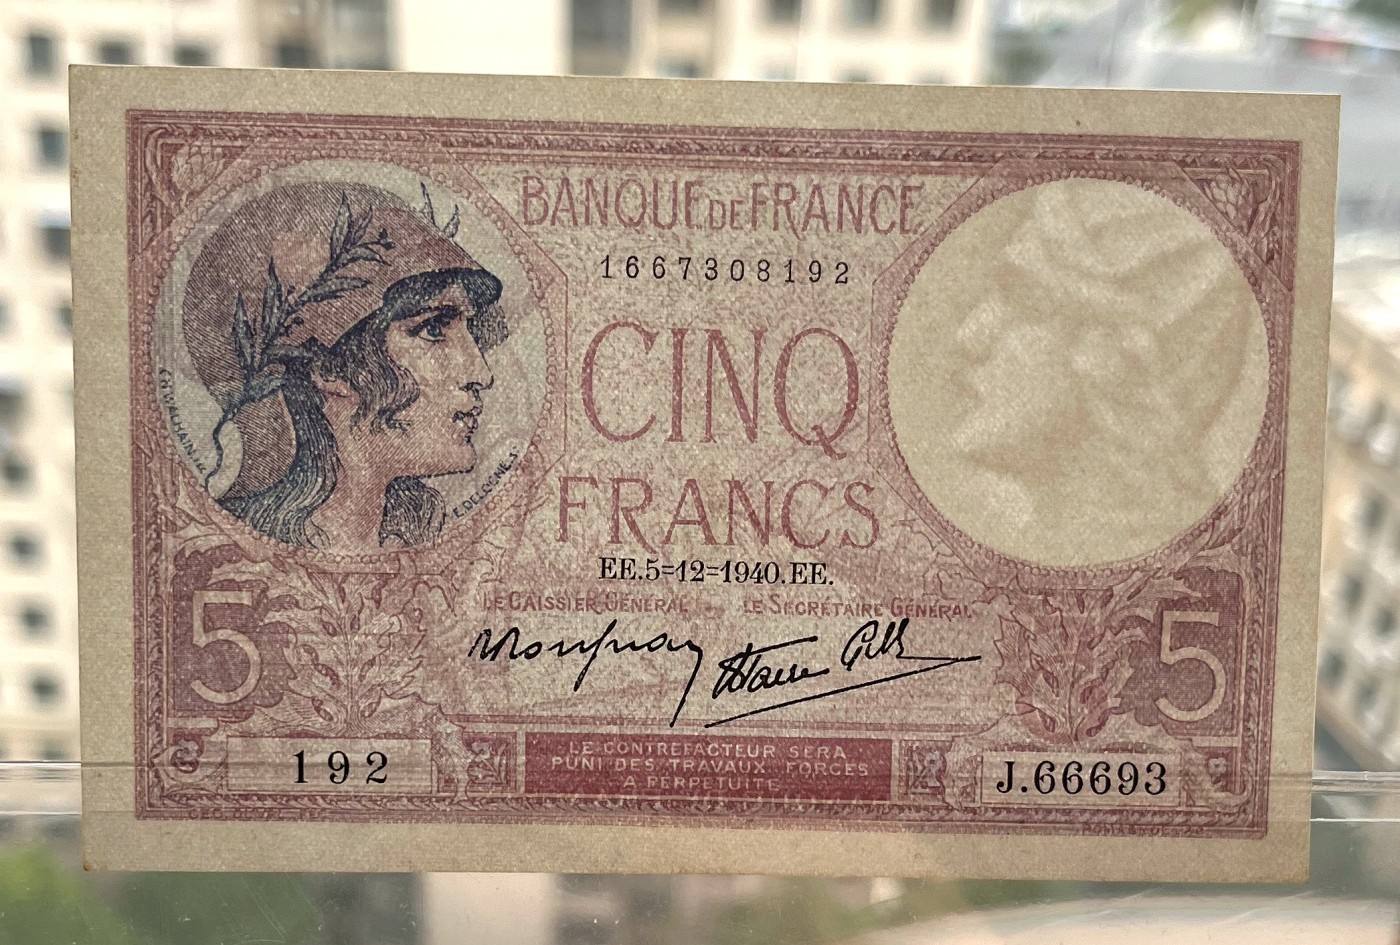 BANQUE DE FRANCE
1667308192
CINQ
FRANCS
EE.5=12=1940.EE.
LE CAISSIER GÉNÉRAL LE SECRÉTAIRE GÉNÉRAL
5 5
192
LE CONTREFACTEUR SERA
PUNI DES TRAVAUX FORCÉS
A PERPÉTUITÉ
J.66693